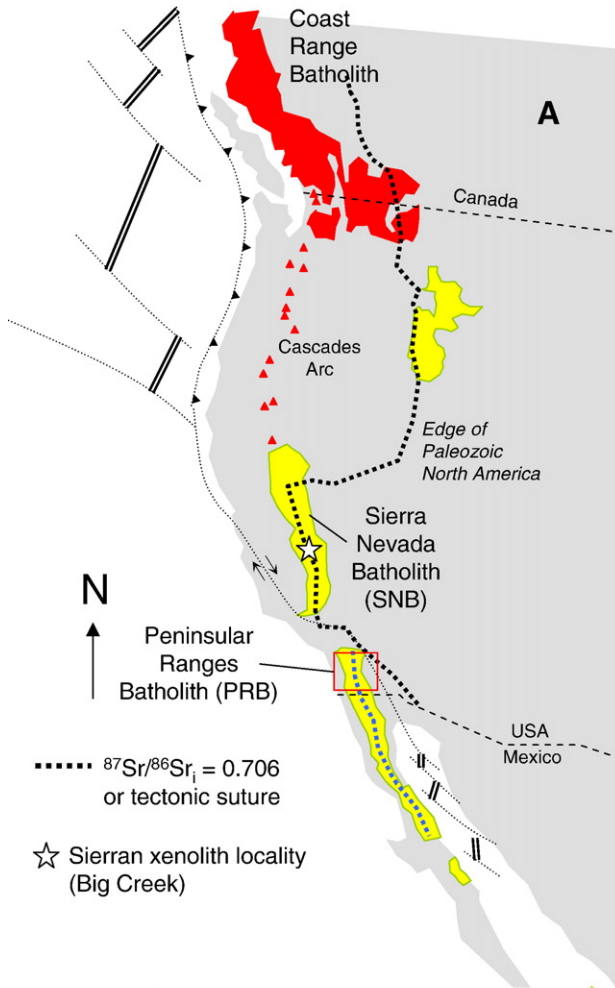 Coast
Range
Batholith
A
Canada
Cascades
Arc
Edge of
Paleozoic
North America
Sierra
Nevada
Batholith
(SNB)
N
Peninsular
Ranges
Batholith (PRB)
USA
Mexico
⁸⁷Sr/⁸⁶Srᵢ = 0.706
or tectonic suture
Sierran xenolith locality
(Big Creek)